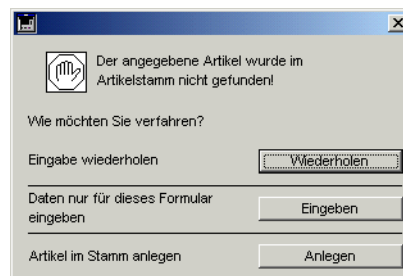 Der angegebene Artikel wurde im
Artikelstamm nicht gefunden!
Wie möchten Sie verfahren?
Eingabe wiederholen
Wiederholen
Daten nur für dieses Formular
eingeben
Eingeben
Artikel im Stamm anlegen
Anlegen